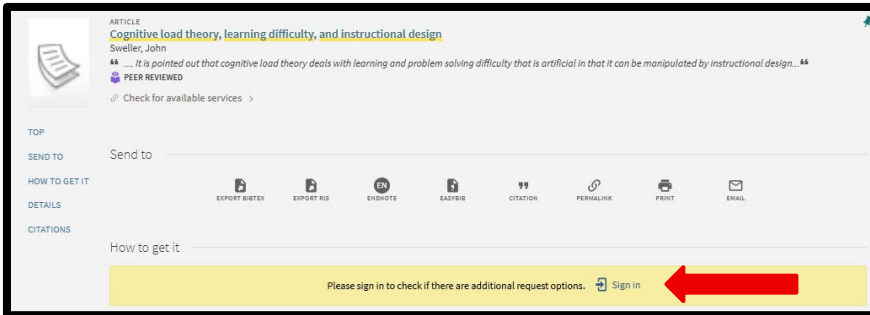 ARTICLE
Cognitive load theory, learning difficulty, and instructional design
Sweller, John
❝ .... It is pointed out that cognitive load theory deals with learning and problem solving difficulty that is artificial in that it can be manipulated by instructional design...❝
PEER REVIEWED
Check for available services >
TOP
SEND TO
HOW TO GET IT
DETAILS
CITATIONS
Send to
EXPORT BIBTEX
EXPORT RIS
EN
ENDNOTE
EASYBIB
CITATION
PERMALINK
PRINT
EMAIL
How to get it
Please sign in to check if there are additional request options. Sign in